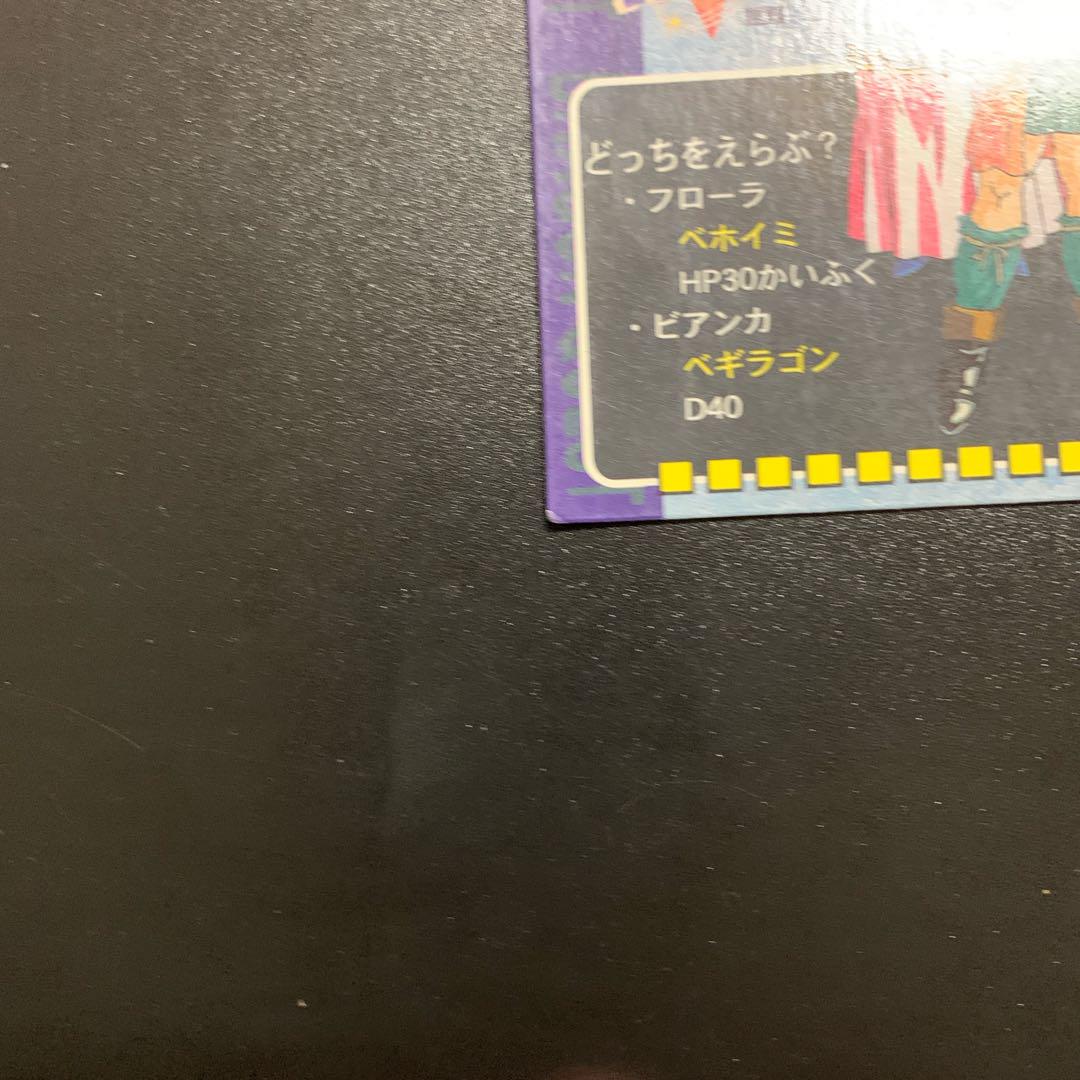 どっちをえらぶ?
・フローラ
ベホイミ
HP30かいふく
・ビアンカ
ベギラゴン
D40